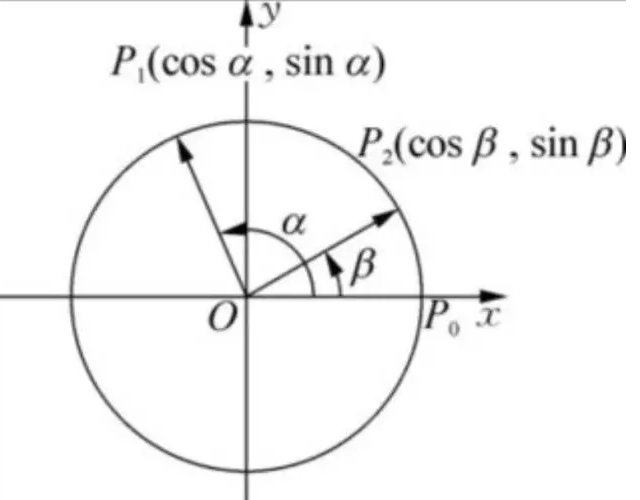 y
P₁(cos α , sin α)
P₂(cos β , sin β)
α
β
O
P₀
x